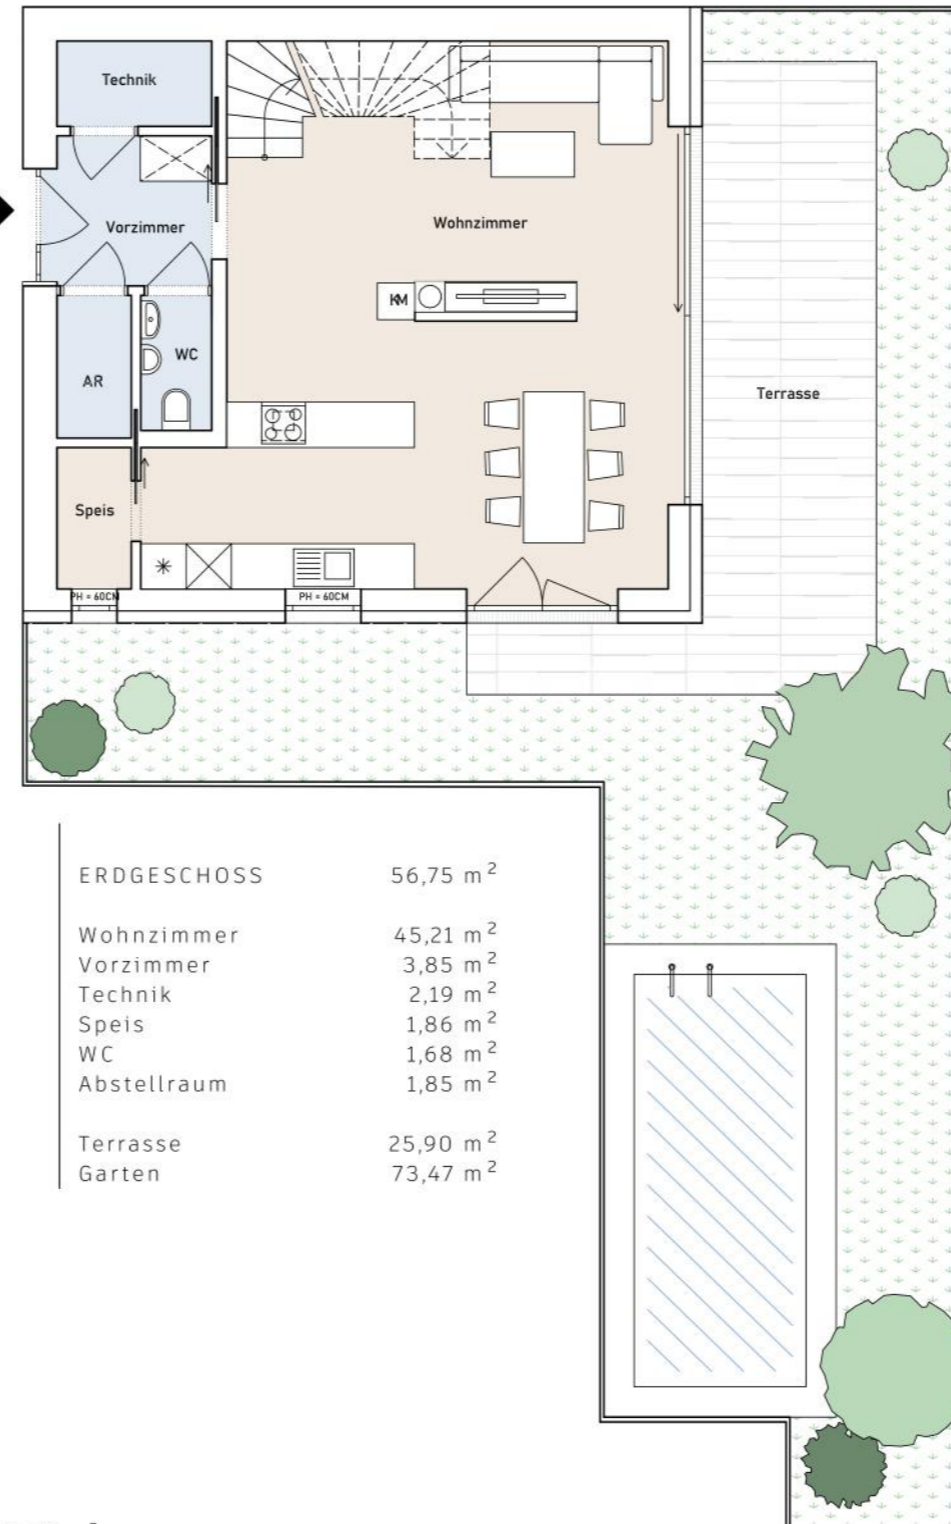 Technik
Vorzimmer
Wohnzimmer
KM
WC
AR
Terrasse
Speis
PH = 60CM
PH = 60CM
ERDGESCHOSS 56,75 m²
Wohnzimmer 45,21 m²
Vorzimmer 3,85 m²
Technik 2,19 m²
Speis 1,86 m²
WC 1,68 m²
Abstellraum 1,85 m²
Terrasse 25,90 m²
Garten 73,47 m²